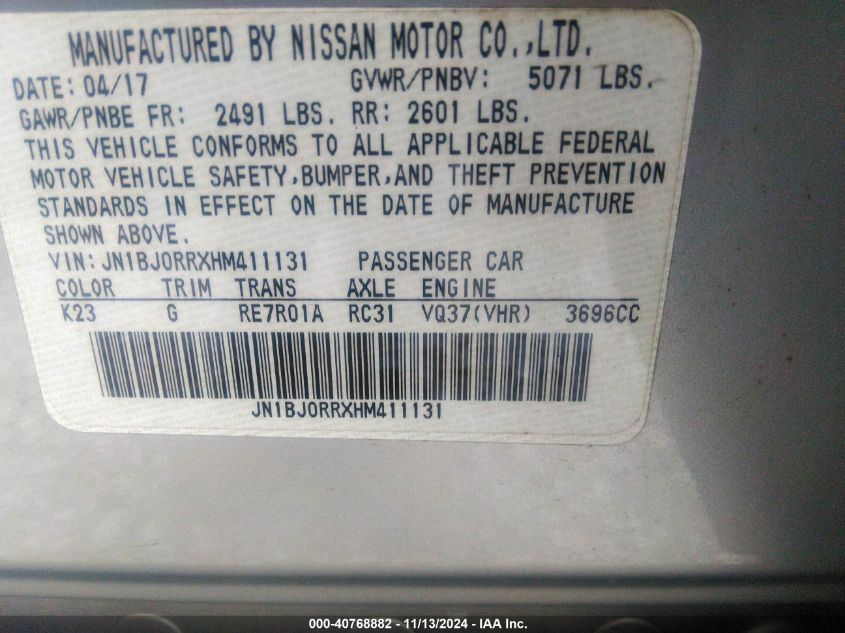 MANUFACTURED BY NISSAN MOTOR CO.,LTD.
DATE: 04/17 GVWR/PNBV: 5071 LBS.
GAWR/PNBE FR: 2491 LBS. RR: 2601 LBS.
THIS VEHICLE CONFORMS TO ALL APPLICABLE FEDERAL
MOTOR VEHICLE SAFETY,BUMPER,AND THEFT PREVENTION
STANDARDS IN EFFECT ON THE DATE OF MANUFACTURE
SHOWN ABOVE.
VIN: JN1BJ0RRXHM411131 PASSENGER CAR
COLOR TRIM TRANS AXLE ENGINE
K23 G RE7R01A RC31 VQ37(VHR) 3696CC
JN1BJ0RRXHM411131
000-40768882 - 11/13/2024 - IAA Inc.